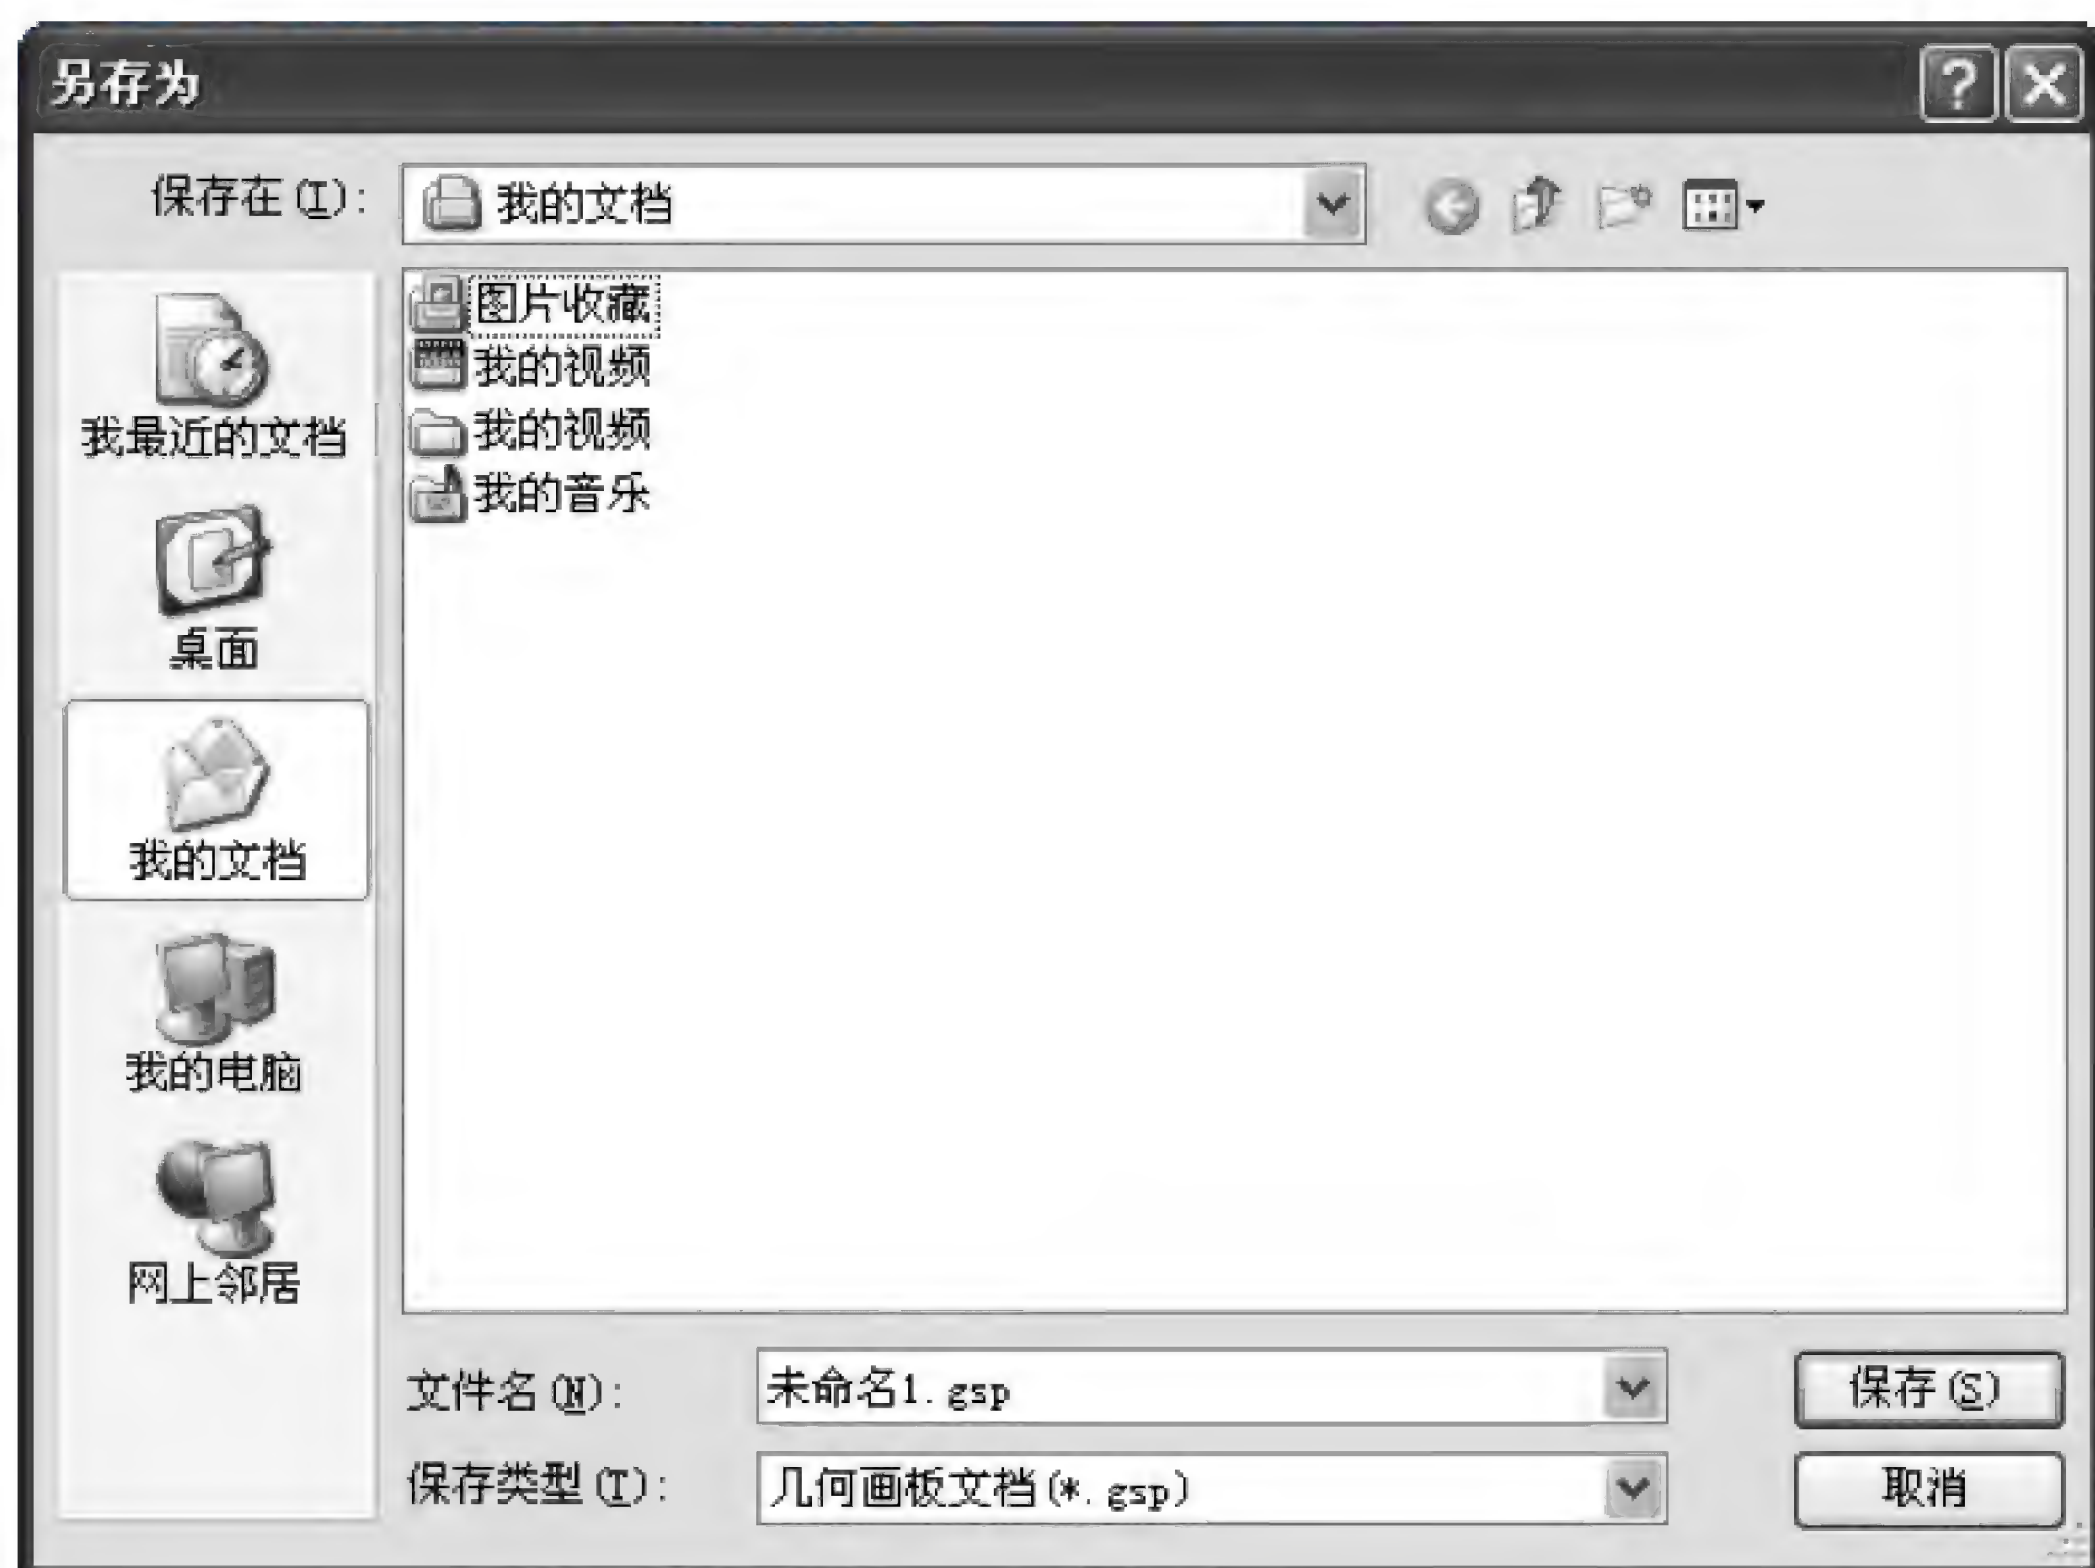 另存为
保存在(I):
我的文档
图片收藏
我的视频
我的视频
我的音乐
我最近的文档
桌面
我的文档
我的电脑
网上邻居
文件名(N):
未命名1.gsp
保存(S)
保存类型(T):
几何画板文档(*.gsp)
取消